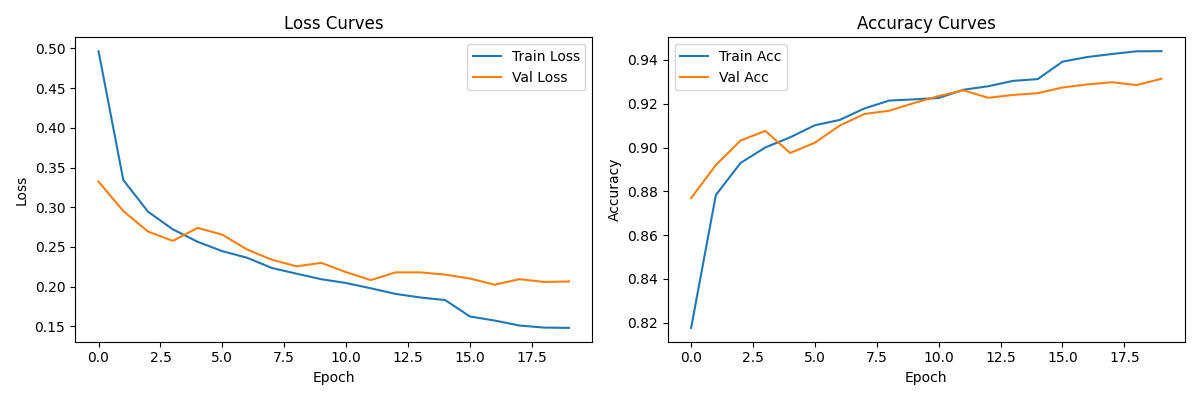 Loss Curves
0.50
0.45
0.40
0.35
0.30
0.25
0.20
0.15
Loss
Train Loss
Val Loss
0.0 2.5 5.0 7.5 10.0 12.5 15.0 17.5
Epoch
Accuracy Curves
0.94
0.92
0.90
0.88
0.86
0.84
0.82
Accuracy
Train Acc
Val Acc
0.0 2.5 5.0 7.5 10.0 12.5 15.0 17.5
Epoch